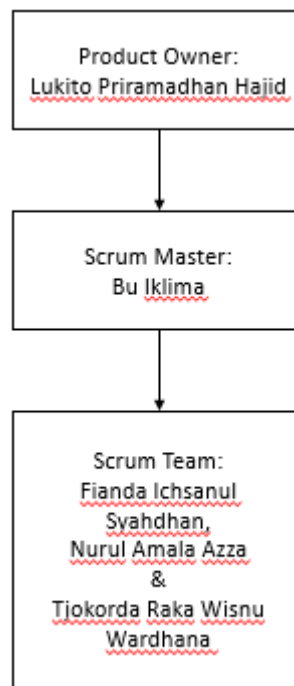 Product Owner:
Lukito Priramadhan Hajid
Scrum Master:
Bu Iklima
Scrum Team:
Fianda Ichsanul
Syahdhan,
Nurul Amala Azza
&
Tjokorda Raka Wisnu
Wardhana